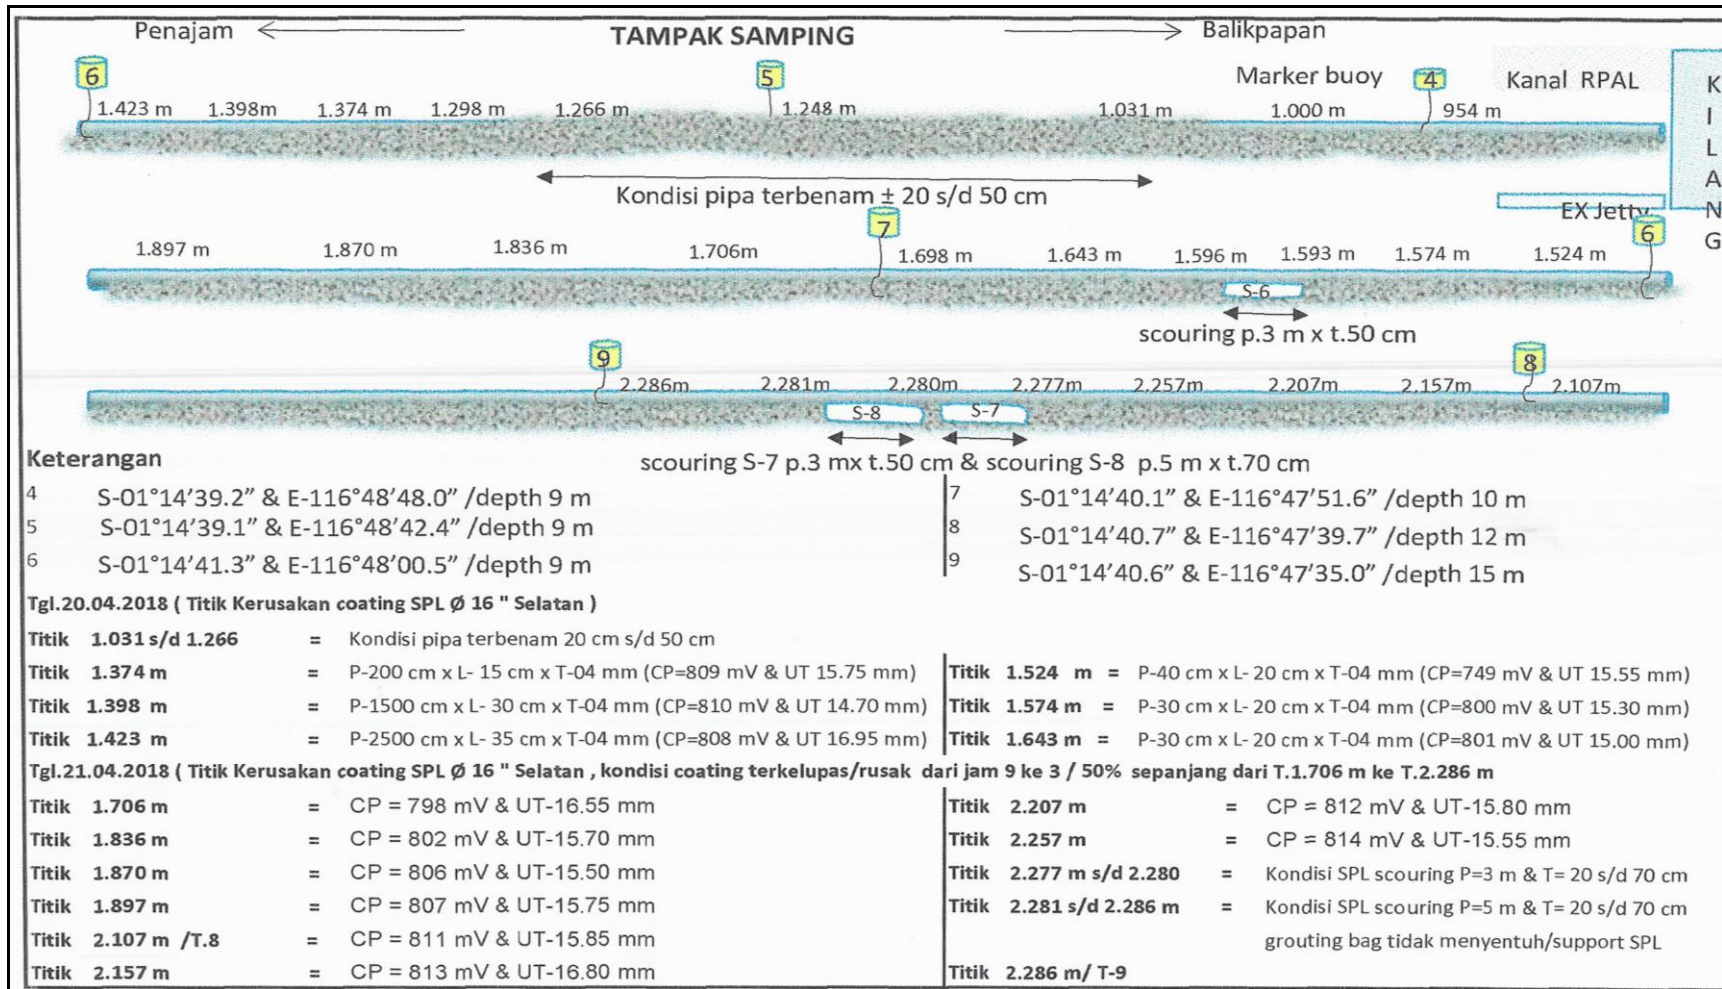 Penajam TAMPAK SAMPING Balikpapan
6 5 Marker buoy 4 Kanal RPAL
1.423 m 1.398m 1.374 m 1.298 m 1.266 m 1.248 m 1.031 m 1.000 m 954 m
KILANG
Kondisi pipa terbenam ± 20 s/d 50 cm
EX Jetty
7 6
1.897 m 1.870 m 1.836 m 1.706m 1.698 m 1.643 m 1.596 m 1.593 m 1.574 m 1.524 m
S-6
scouring p.3 m x t.50 cm
9 8
2.286m 2.281m 2.280m 2.277m 2.257m 2.207m 2.157m 2.107m
S-8 S-7
Keterangan
scouring S-7 p.3 mx t.50 cm & scouring S-8 p.5 m x t.70 cm
4 S-01°14’39.2” & E-116°48’48.0” /depth 9 m
5 S-01°14’39.1” & E-116°48’42.4” /depth 9 m
6 S-01°14’41.3” & E-116°48’00.5” /depth 9 m
7 S-01°14’40.1” & E-116°47’51.6” /depth 10 m
8 S-01°14’40.7” & E-116°47’39.7” /depth 12 m
9 S-01°14’40.6” & E-116°47’35.0” /depth 15 m
Tgl.20.04.2018 ( Titik Kerusakan coating SPL Ø 16 " Selatan )
Titik 1.031 s/d 1.266 = Kondisi pipa terbenam 20 cm s/d 50 cm
Titik 1.374 m = P-200 cm x L- 15 cm x T-04 mm (CP=809 mV & UT 15.75 mm)
Titik 1.398 m = P-1500 cm x L- 30 cm x T-04 mm (CP=810 mV & UT 14.70 mm)
Titik 1.423 m = P-2500 cm x L- 35 cm x T-04 mm (CP=808 mV & UT 16.95 mm)
Titik 1.524 m = P-40 cm x L- 20 cm x T-04 mm (CP=749 mV & UT 15.55 mm)
Titik 1.574 m = P-30 cm x L- 20 cm x T-04 mm (CP=800 mV & UT 15.30 mm)
Titik 1.643 m = P-30 cm x L- 20 cm x T-04 mm (CP=801 mV & UT 15.00 mm)
Tgl.21.04.2018 ( Titik Kerusakan coating SPL Ø 16 " Selatan , kondisi coating terkelupas/rusak dari jam 9 ke 3 / 50% sepanjang dari T.1.706 m ke T.2.286 m
Titik 1.706 m = CP = 798 mV & UT-16.55 mm
Titik 1.836 m = CP = 802 mV & UT-15.70 mm
Titik 1.870 m = CP = 806 mV & UT-15.50 mm
Titik 1.897 m = CP = 807 mV & UT-15.75 mm
Titik 2.107 m /T.8 = CP = 811 mV & UT-15.85 mm
Titik 2.157 m = CP = 813 mV & UT-16.80 mm
Titik 2.207 m = CP = 812 mV & UT-15.80 mm
Titik 2.257 m = CP = 814 mV & UT-15.55 mm
Titik 2.277 m s/d 2.280 = Kondisi SPL scouring P=3 m & T= 20 s/d 70 cm
Titik 2.281 s/d 2.286 m = Kondisi SPL scouring P=5 m & T= 20 s/d 70 cm
grouting bag tidak menyentuh/support SPL
Titik 2.286 m/ T-9